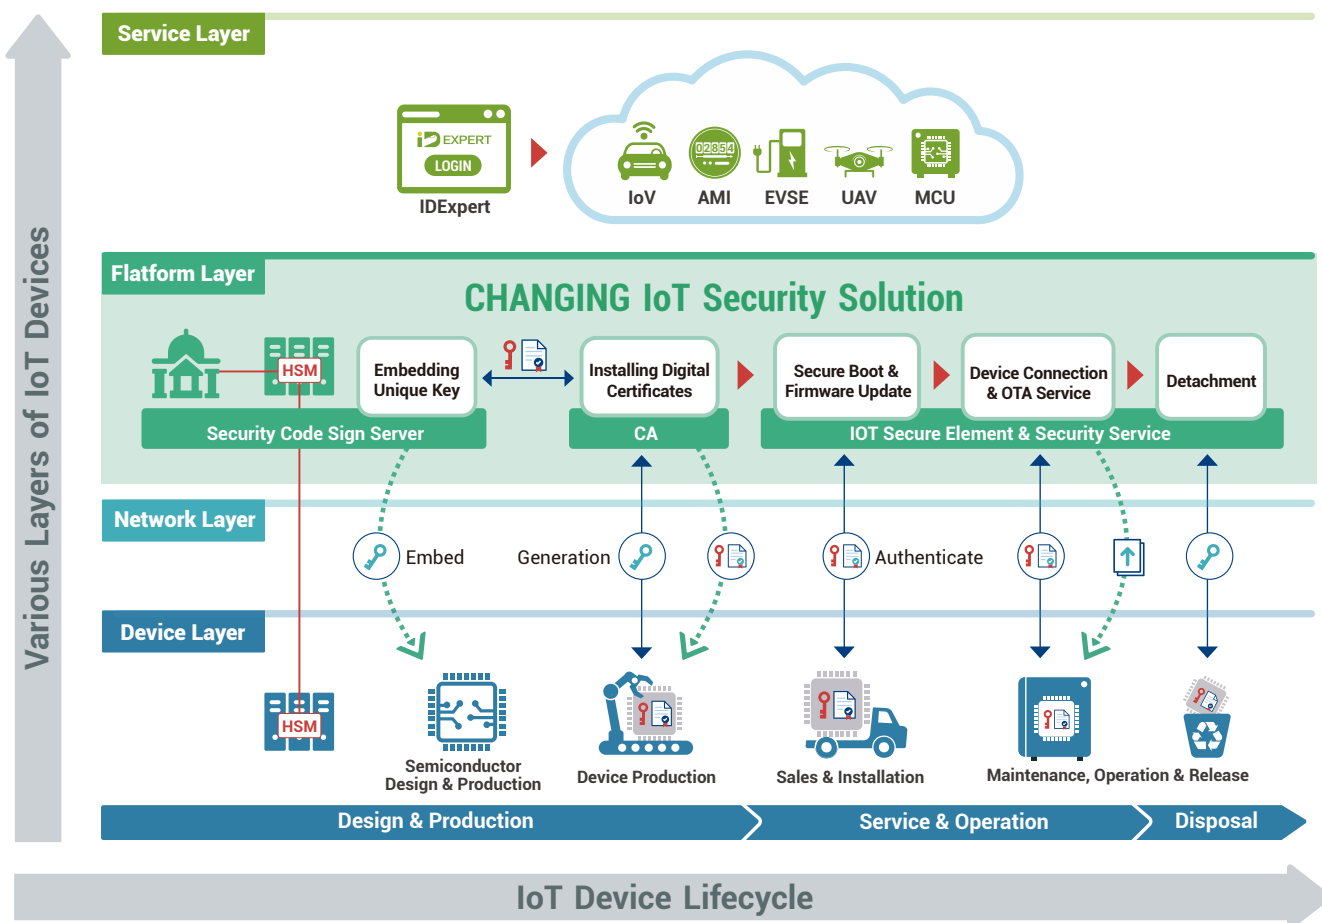 Service Layer
iD EXPERT
LOGIN
IDExpert
02854
IoV
AMI
EVSE
UAV
MCU
Flatform Layer
CHANGING IoT Security Solution
HSM
Embedding
Unique Key
Installing Digital
Certificates
Secure Boot &
Firmware Update
Device Connection
& OTA Service
Detachment
Security Code Sign Server
CA
IOT Secure Element & Security Service
Network Layer
Embed
Generation
Authenticate
Device Layer
HSM
Semiconductor
Design & Production
Device Production
Sales & Installation
Maintenance, Operation & Release
Design & Production
Service & Operation
Disposal
Various Layers of IoT Devices
IoT Device Lifecycle